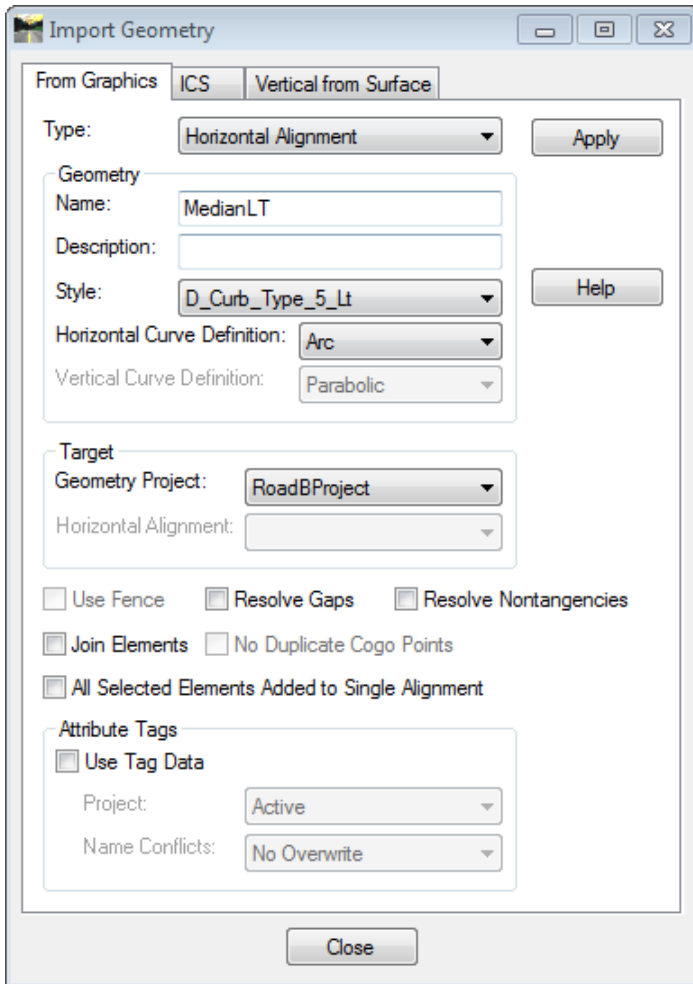 Import Geometry
From Graphics ICS Vertical from Surface
Type: Horizontal Alignment Apply
Geometry
Name: MedianLT
Description:
Style: D_Curb_Type_5_Lt Help
Horizontal Curve Definition: Arc
Vertical Curve Definition: Parabolic
Target
Geometry Project: RoadBProject
Horizontal Alignment:
Use Fence Resolve Gaps Resolve Nontangencies
Join Elements No Duplicate Cogo Points
All Selected Elements Added to Single Alignment
Attribute Tags
Use Tag Data
Project: Active
Name Conflicts: No Overwrite
Close